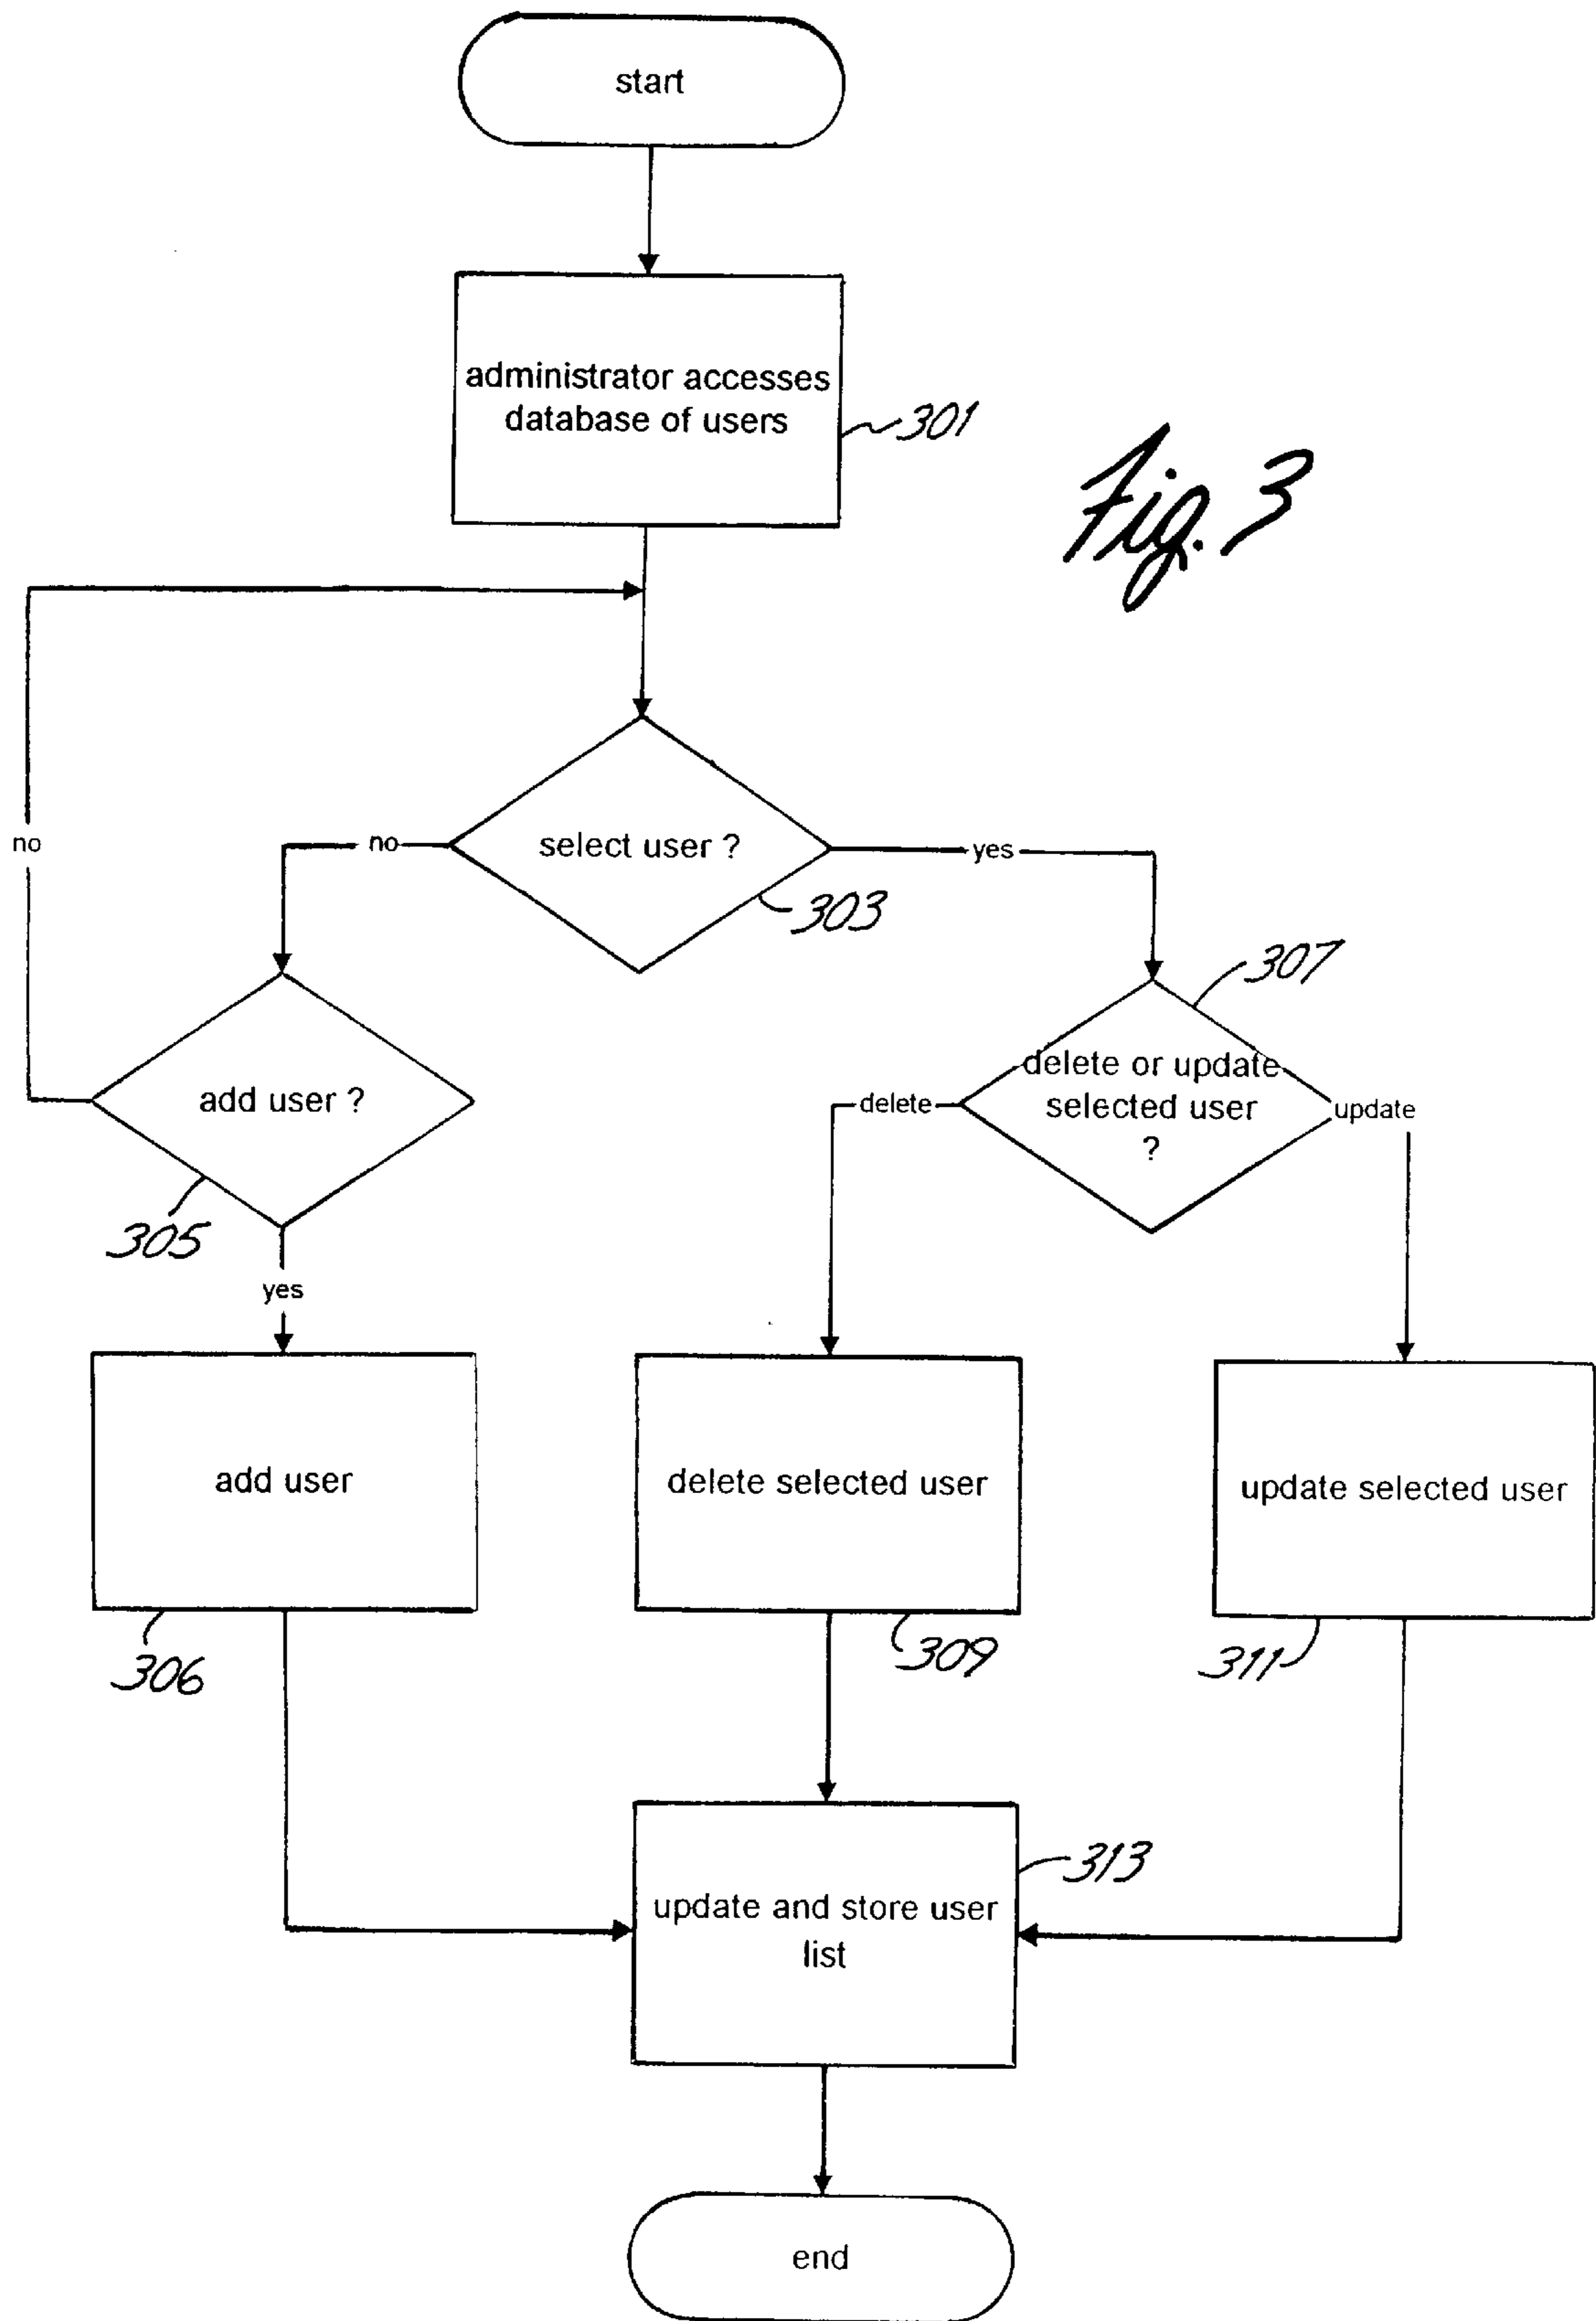 start
administrator accesses
database of users
301
Fig. 3
no
no
select user ?
yes
303
307
add user ?
delete or update
selected user
?
delete
update
305
yes
add user
delete selected user
update selected user
306
309
311
313
update and store user
list
end